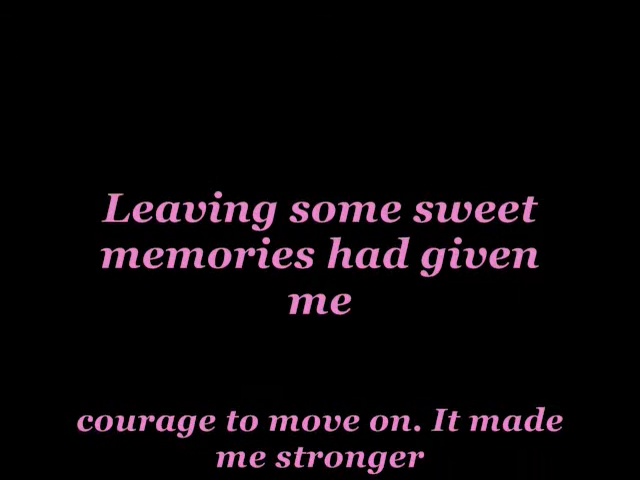 Leaving some sweet
memories had given
me
courage to move on. It made
me stronger